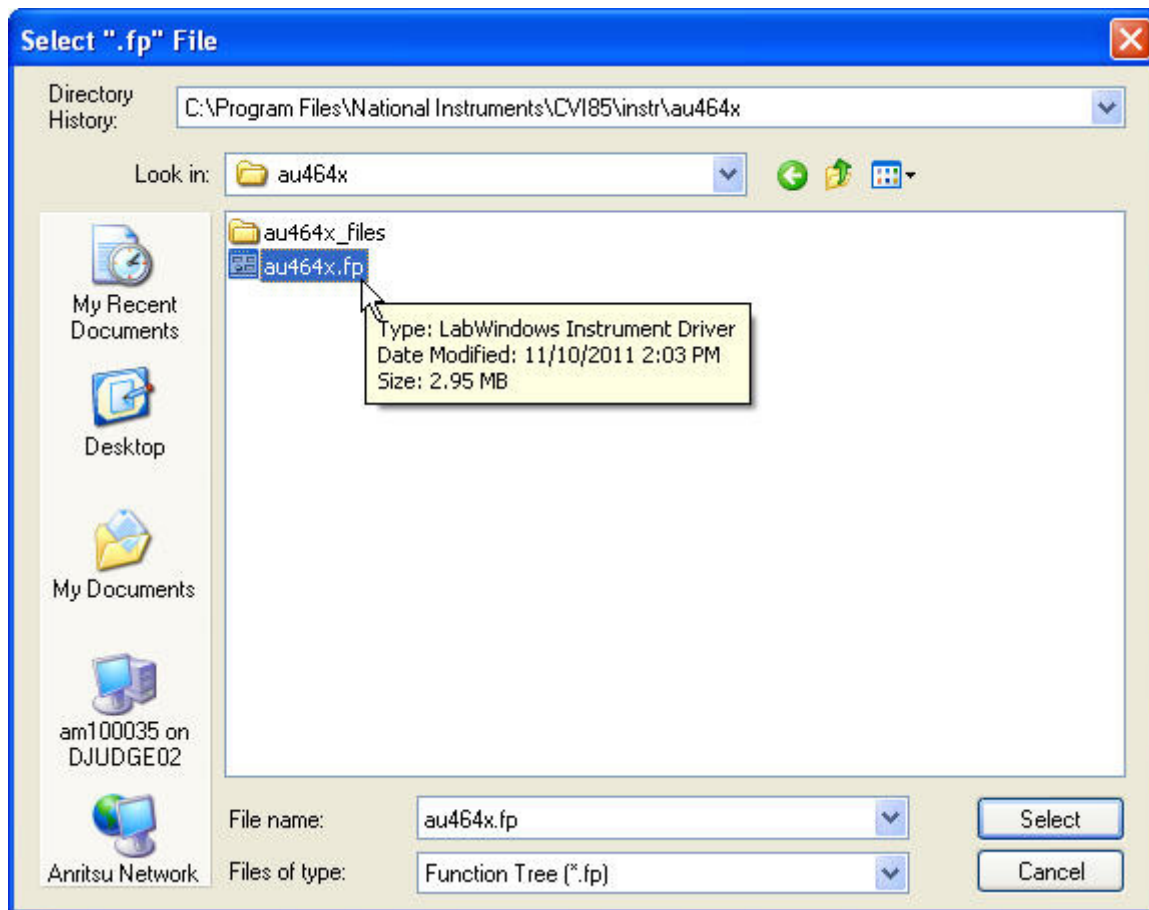 Select ".fp" File
Directory History:
C:\Program Files\National Instruments\CVI85\instr\au464x
Look in:
au464x
au464x_files
au464x.fp
Type: LabWindows Instrument Driver
Date Modified: 11/10/2011 2:03 PM
Size: 2.95 MB
My Recent
Documents
Desktop
My Documents
am100035 on
DJUDGE02
Anritsu Network
File name:
au464x.fp
Select
Files of type:
Function Tree (*.fp)
Cancel